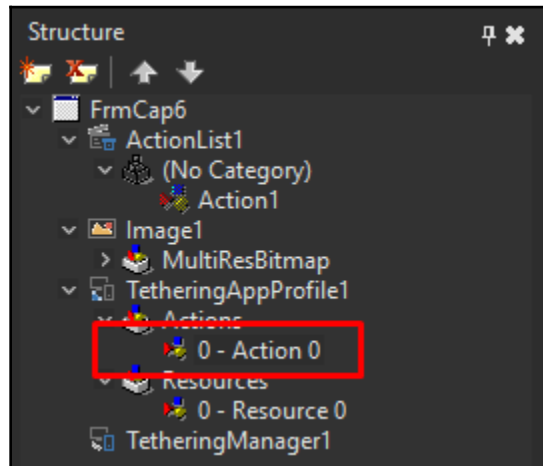 Structure
FrmCap6
ActionList1
(No Category)
Action1
Image1
MultiResBitmap
TetheringAppProfile1
Actions
0 - Action 0
Resources
0 - Resource 0
TetheringManager1